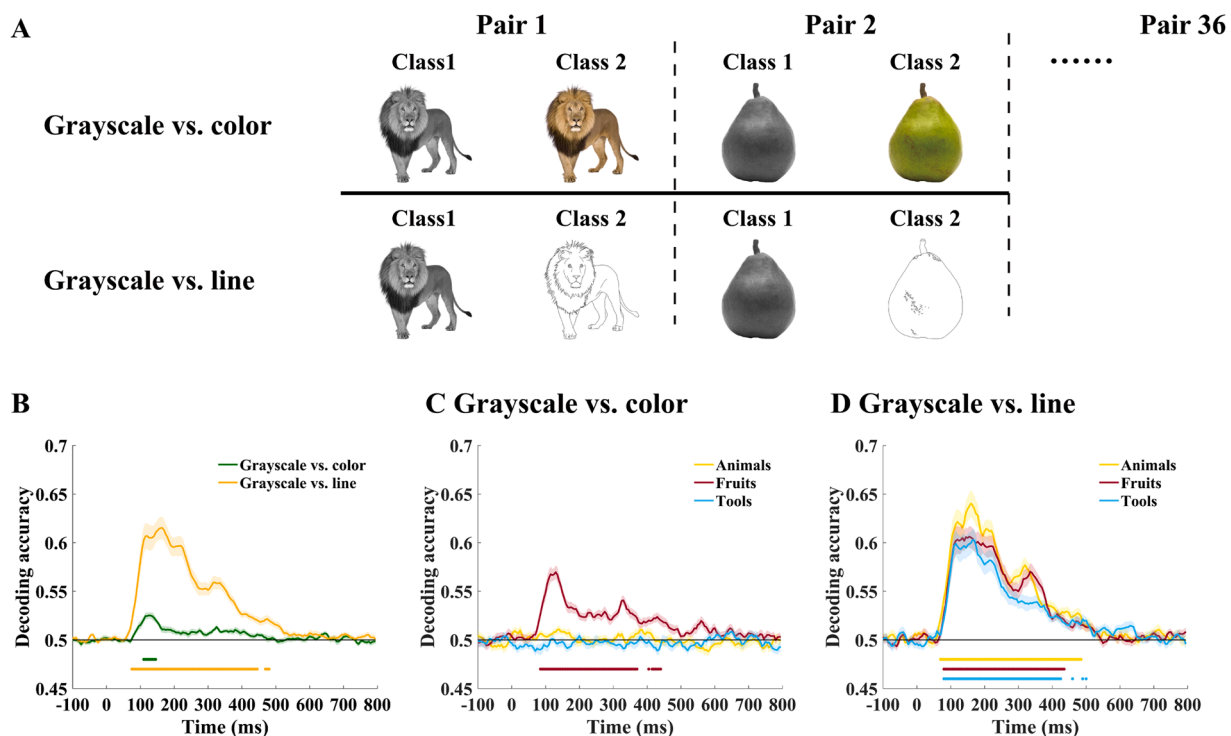 A
Pair 1
Pair 2
Pair 36
Class1
Class 2
Class 1
Class 2
......
Grayscale vs. color
Class1
Class 2
Class 1
Class 2
Grayscale vs. line
B
Decoding accuracy
0.7
0.65
0.6
0.55
0.5
0.45
Grayscale vs. color
Grayscale vs. line
-100 0 100 200 300 400 500 600 700 800
Time (ms)
C Grayscale vs. color
Decoding accuracy
0.7
0.65
0.6
0.55
0.5
0.45
Animals
Fruits
Tools
-100 0 100 200 300 400 500 600 700 800
Time (ms)
D Grayscale vs. line
Decoding accuracy
0.7
0.65
0.6
0.55
0.5
0.45
Animals
Fruits
Tools
-100 0 100 200 300 400 500 600 700 800
Time (ms)